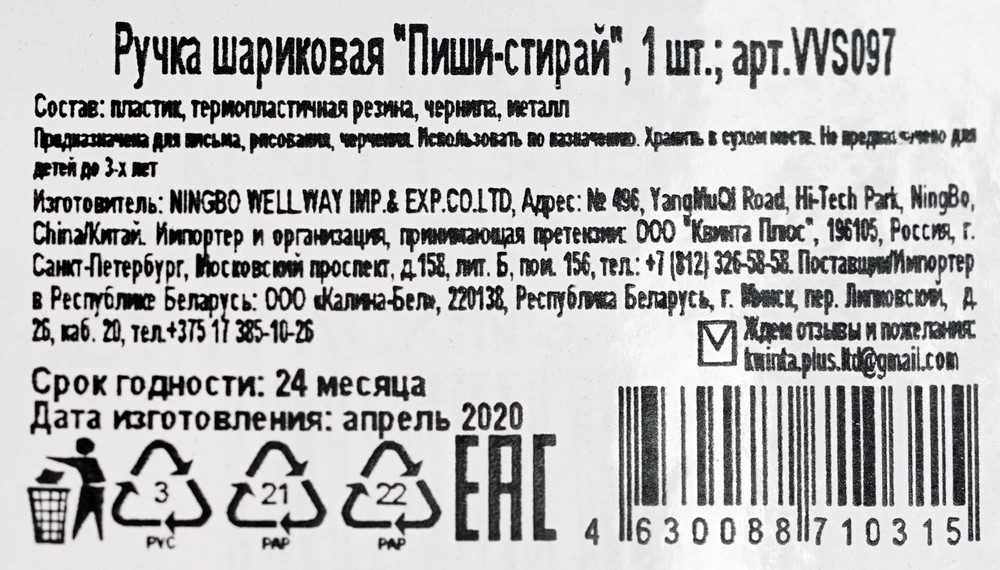 Ручка шариковая "Пиши-стирай", 1 шт.; арт.VVS097
Состав: пластик, термопластичная резина, чернила, металл
Предназначена для письма, рисования, черчения. Использовать по назначению. Хранить в сухом месте. Не предназначено для
детей до 3-х лет
Изготовитель: NINGBO WELL WAY IMP.& EXP.CO.LTD, Адрес: № 496, YangMuQi Road, Hi-Tech Park, NingBo,
China/Китай. Импортер и организация, принимающая претензии: ООО "Квинта Плюс", 196105, Россия, г.
Санкт-Петербург, Московский проспект, д.158, лит. Б, пом. 156, тел.: +7 (812) 326-58-58. Поставщик/Импортер
в Республике Беларусь: ООО «Калина-Бел», 220138, Республика Беларусь, г. Минск, пер. Липковский, д.
26, каб. 20, тел.+375 17 385-10-26
Ждем отзывы и пожелания:
kwinta.plus.ltd@gmail.com
Срок годности: 24 месяца
Дата изготовления: апрель 2020
3 21 22 EAC
PYC PAP PAP
4 630088 710315